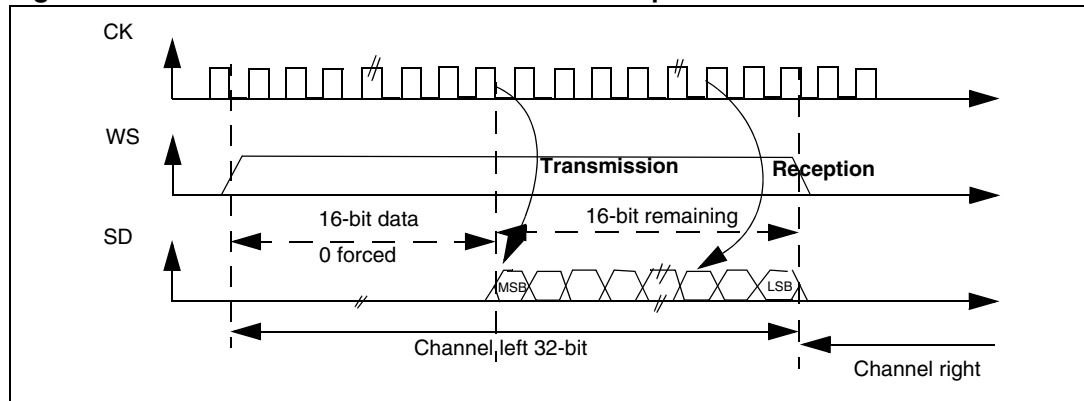 CK
WS
Transmission
Reception
16-bit data
16-bit remaining
SD
0 forced
MSB
LSB
Channel left 32-bit
Channel right